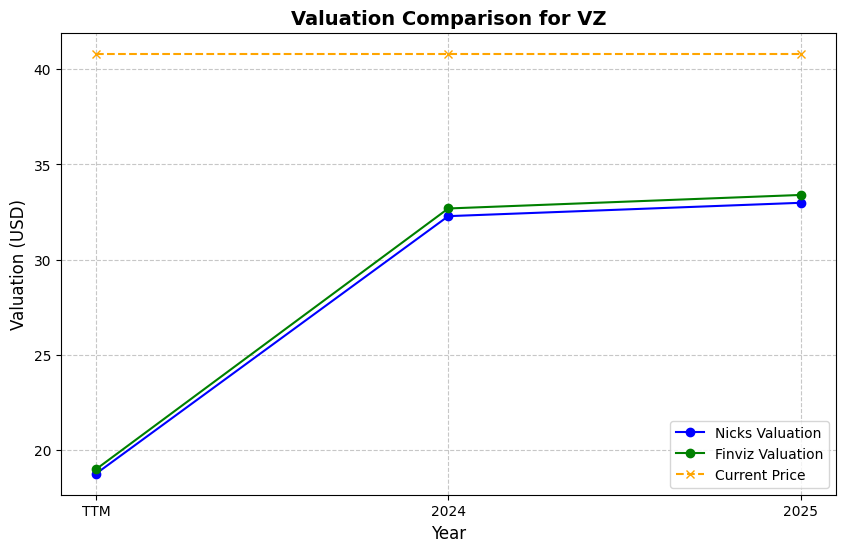 Valuation Comparison for VZ
Valuation (USD)
40
35
30
25
20
TTM
2024
2025
Year
Nicks Valuation
Finviz Valuation
Current Price